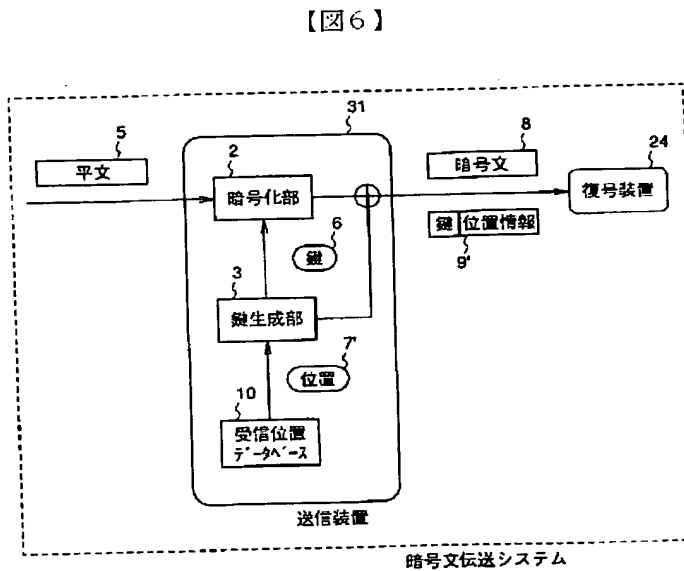 【図６】
31
5
平文
2
暗号化部
8
暗号文
24
復号装置
6
鍵
鍵 位置情報
9'
3
鍵生成部
7'
位置
10
受信位置
データベース
送信装置
暗号文伝送システム